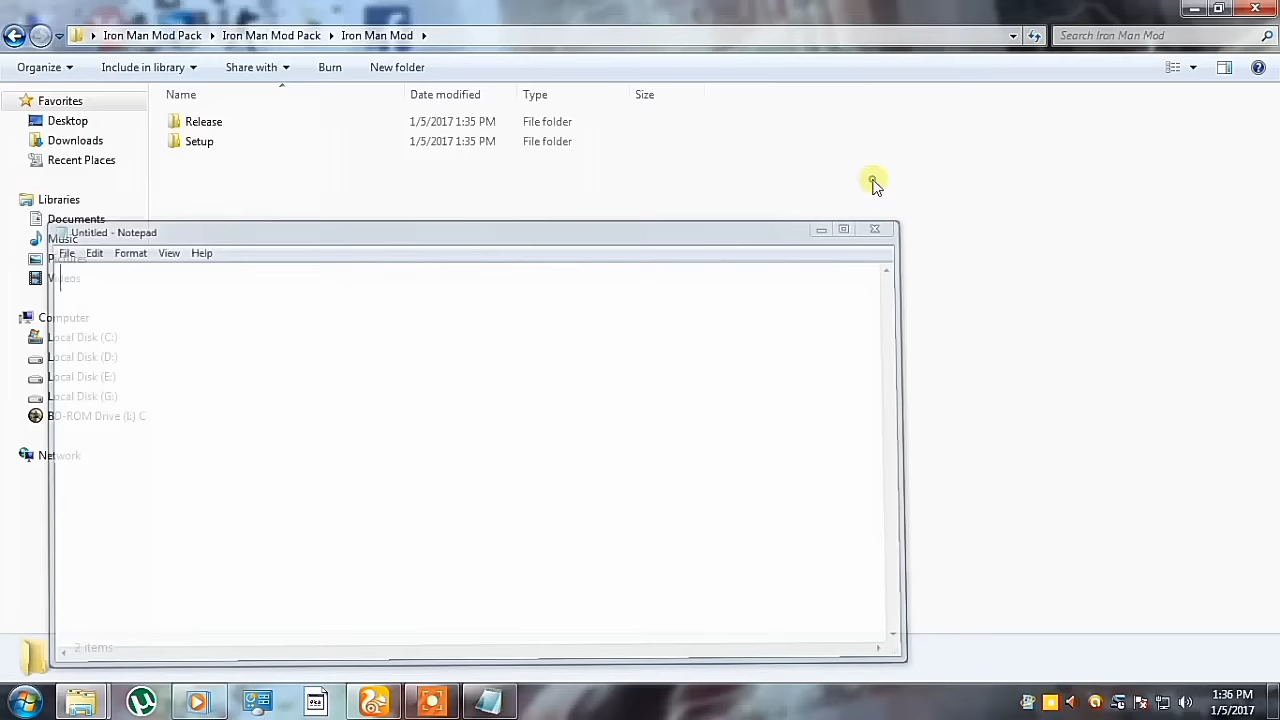 Iron Man Mod Pack Iron Man Mod Pack Iron Man Mod Search Iron Man Mod
Organize Include in library Share with Burn New folder
Name Date modified Type Size
Favorites
Release 1/5/2017 1:35 PM File folder
Desktop
Setup 1/5/2017 1:35 PM File folder
Downloads
Recent Places
Libraries
Documents
Untitled - Notepad
Music
File Edit Format View Help
Videos
Computer
Local Disk (C:)
Local Disk (D:)
Local Disk (E:)
Local Disk (G:)
BD-ROM Drive (I:) C
Network
2 items
1:36 PM
1/5/2017